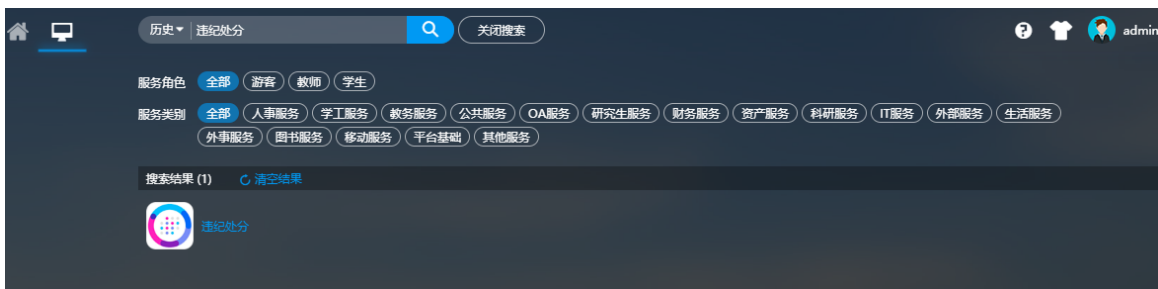 历史 违纪处分 关闭搜索 admin
服务角色 全部 游客 教师 学生
服务类别 全部 人事服务 学工服务 教务服务 公共服务 OA服务 研究生服务 财务服务 资产服务 科研服务 IT服务 外部服务 生活服务
外事服务 图书服务 移动服务 平台基础 其他服务
搜索结果 (1) 清空结果
违纪处分